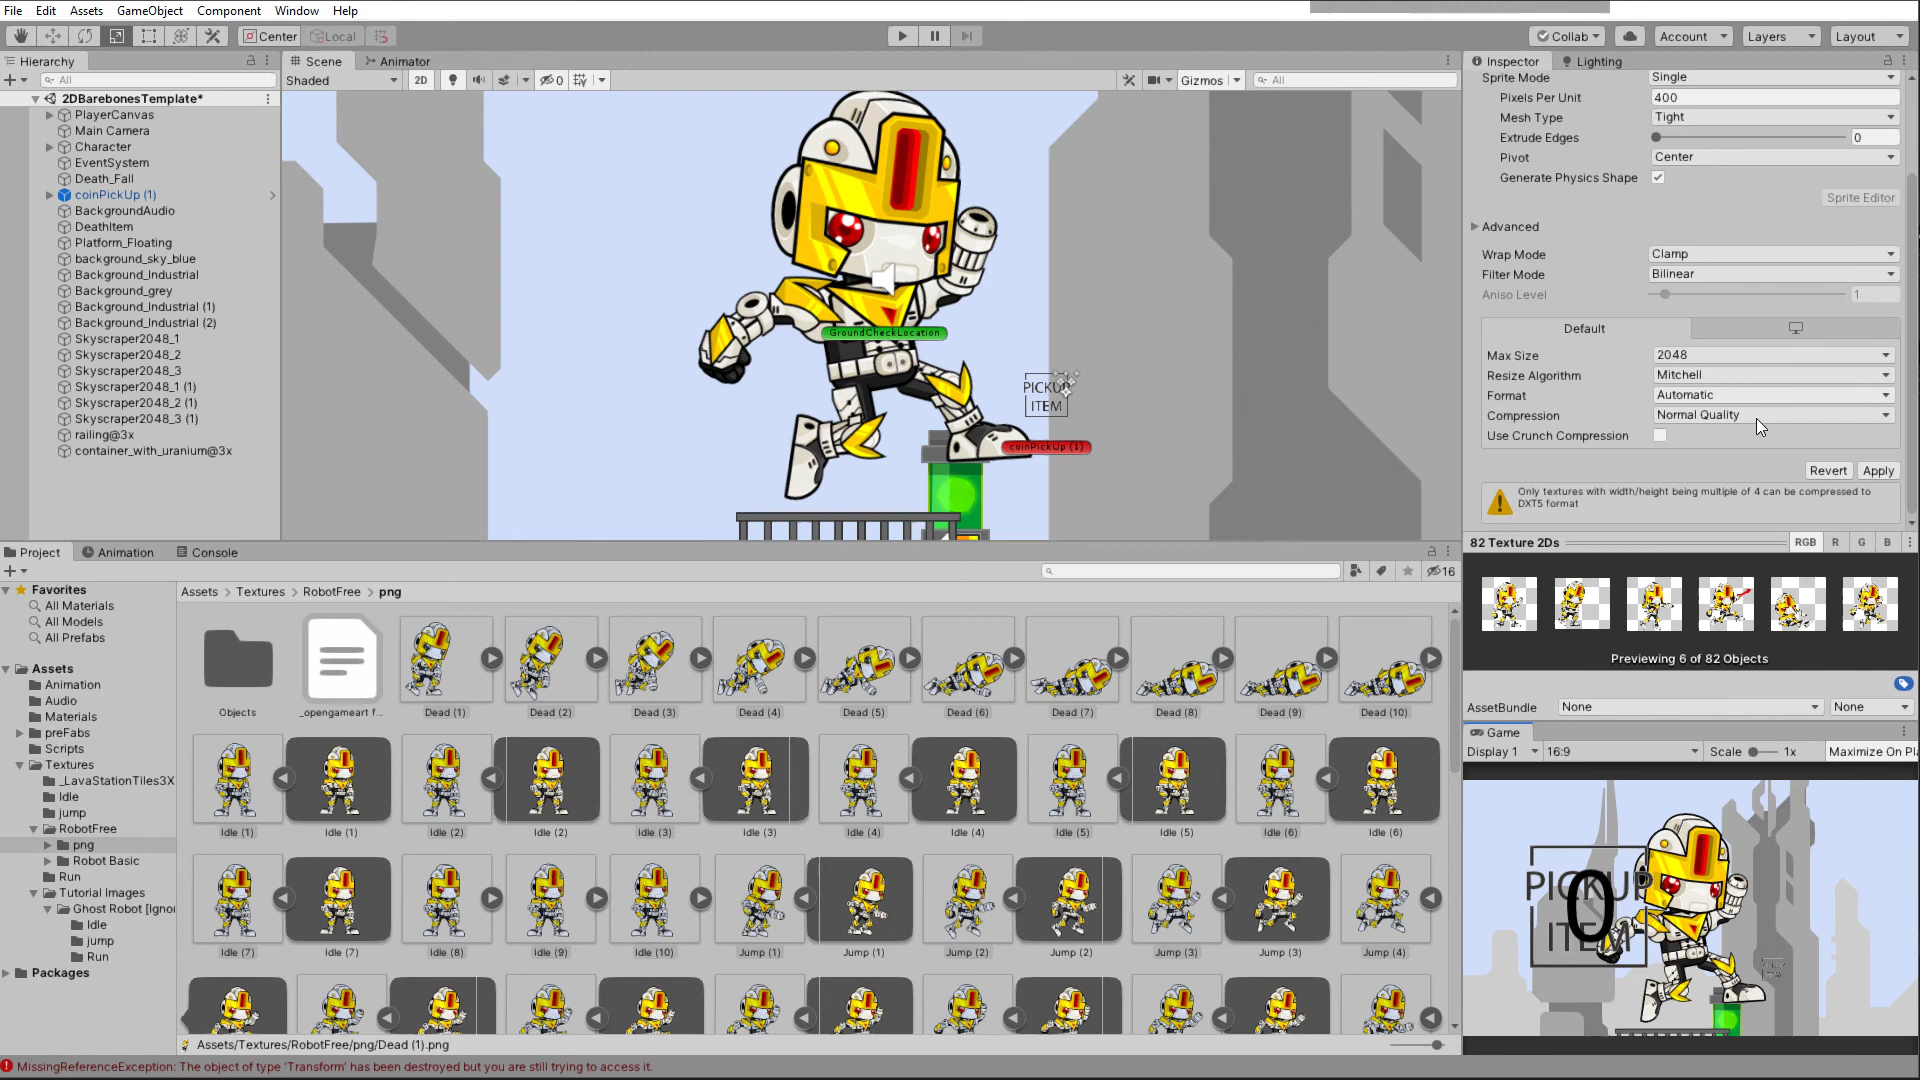 File Edit Assets GameObject Component Window Help
Center Local
Collab Account Layers Layout
Hierarchy
All
2DBarebonesTemplate*
PlayerCanvas
Main Camera
Character
EventSystem
Death_Fall
coinPickUp (1)
BackgroundAudio
DeathItem
Platform_Floating
background_sky_blue
Background_Industrial
Background_grey
Background_Industrial (1)
Background_Industrial (2)
Skyscraper2048_1
Skyscraper2048_2
Skyscraper2048_3
Skyscraper2048_1 (1)
Skyscraper2048_2 (1)
Skyscraper2048_3 (1)
railing@3x
container_with_uranium@3x
Scene Animator
Shaded 2D 0 Gizmos All
GroundCheckLocation
PICKUP
ITEM
coinPickUp (1)
Inspector Lighting
Sprite Mode Single
Pixels Per Unit 400
Mesh Type Tight
Extrude Edges 0
Pivot Center
Generate Physics Shape
Sprite Editor
Advanced
Wrap Mode Clamp
Filter Mode Bilinear
Aniso Level 1
Default
Max Size 2048
Resize Algorithm Mitchell
Format Automatic
Compression Normal Quality
Use Crunch Compression
Revert Apply
Only textures with width/height being multiple of 4 can be compressed to
DXT5 format
82 Texture 2Ds RGB R G B
Previewing 6 of 82 Objects
AssetBundle None None
Game
Display 1 16:9 Scale 1x Maximize On Pl
PICKUP
0
ITEM
Project Animation Console
16
Favorites
All Materials
All Models
All Prefabs
Assets
Animation
Audio
Materials
preFabs
Scripts
Textures
_LavaStationTiles3X
Idle
jump
RobotFree
png
Robot Basic
Run
Tutorial Images
Ghost Robot [Ignor
Idle
jump
Run
Packages
Assets Textures RobotFree png
Objects _opengameart f... Dead (1) Dead (2) Dead (3) Dead (4) Dead (5) Dead (6) Dead (7) Dead (8) Dead (9) Dead (10)
Idle (1) Idle (1) Idle (2) Idle (2) Idle (3) Idle (3) Idle (4) Idle (4) Idle (5) Idle (5) Idle (6) Idle (6)
Idle (7) Idle (7) Idle (8) Idle (9) Idle (10) Jump (1) Jump (1) Jump (2) Jump (2) Jump (3) Jump (3) Jump (4)
Assets/Textures/RobotFree/png/Dead (1).png
MissingReferenceException: The object of type 'Transform' has been destroyed but you are still trying to access it.